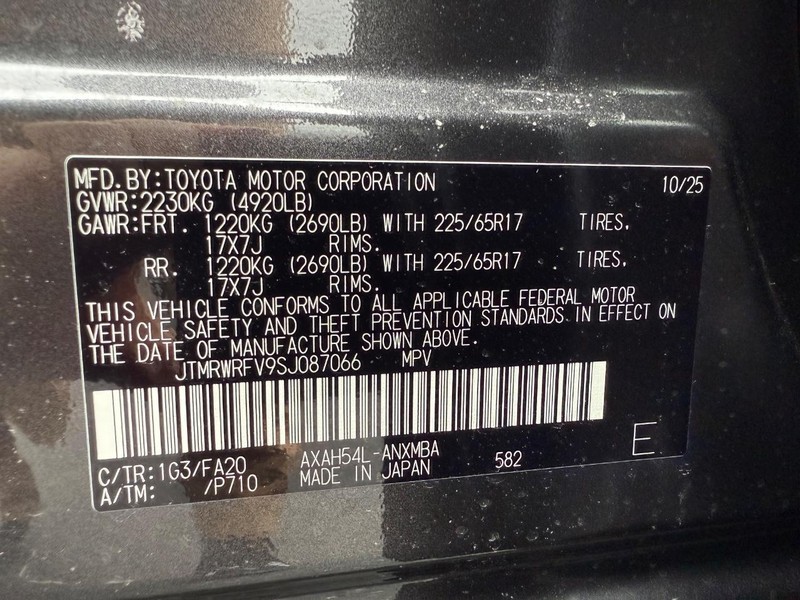 MFD.BY:TOYOTA MOTOR CORPORATION 10/25
GVWR:2230KG (4920LB)
GAWR:FRT. 1220KG (2690LB) WITH 225/65R17 TIRES.
17X7J RIMS.
RR. 1220KG (2690LB) WITH 225/65R17 TIRES.
17X7J RIMS.
THIS VEHICLE CONFORMS TO ALL APPLICABLE FEDERAL MOTOR
VEHICLE SAFETY AND THEFT PREVENTION STANDARDS IN EFFECT ON
THE DATE OF MANUFACTURE SHOWN ABOVE.
JTMRWRFV9SJ087066 MPV
C/TR:1G3/FA20 AXAH54L-ANXMBA 582 E
A/TM: /P710 MADE IN JAPAN